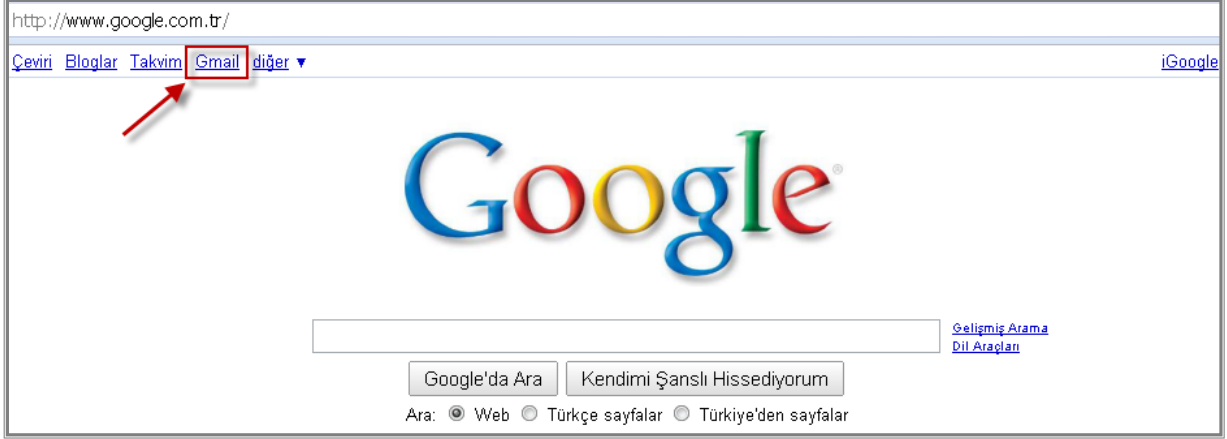 http://www.google.com.tr/
Çeviri Bloglar Takvim Gmail diğer ▼ iGoogle
Google®
Gelişmiş Arama
Dil Araçları
Google'da Ara Kendimi Şanslı Hissediyorum
Ara: Web Türkçe sayfalar Türkiye'den sayfalar